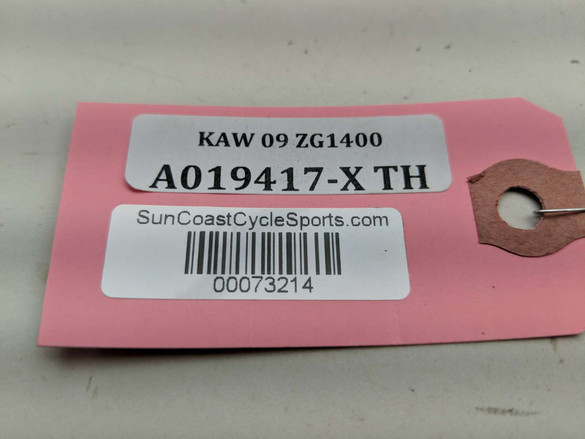 KAW 09 ZG1400
A019417-X TH
SunCoastCycleSports.com
00073214